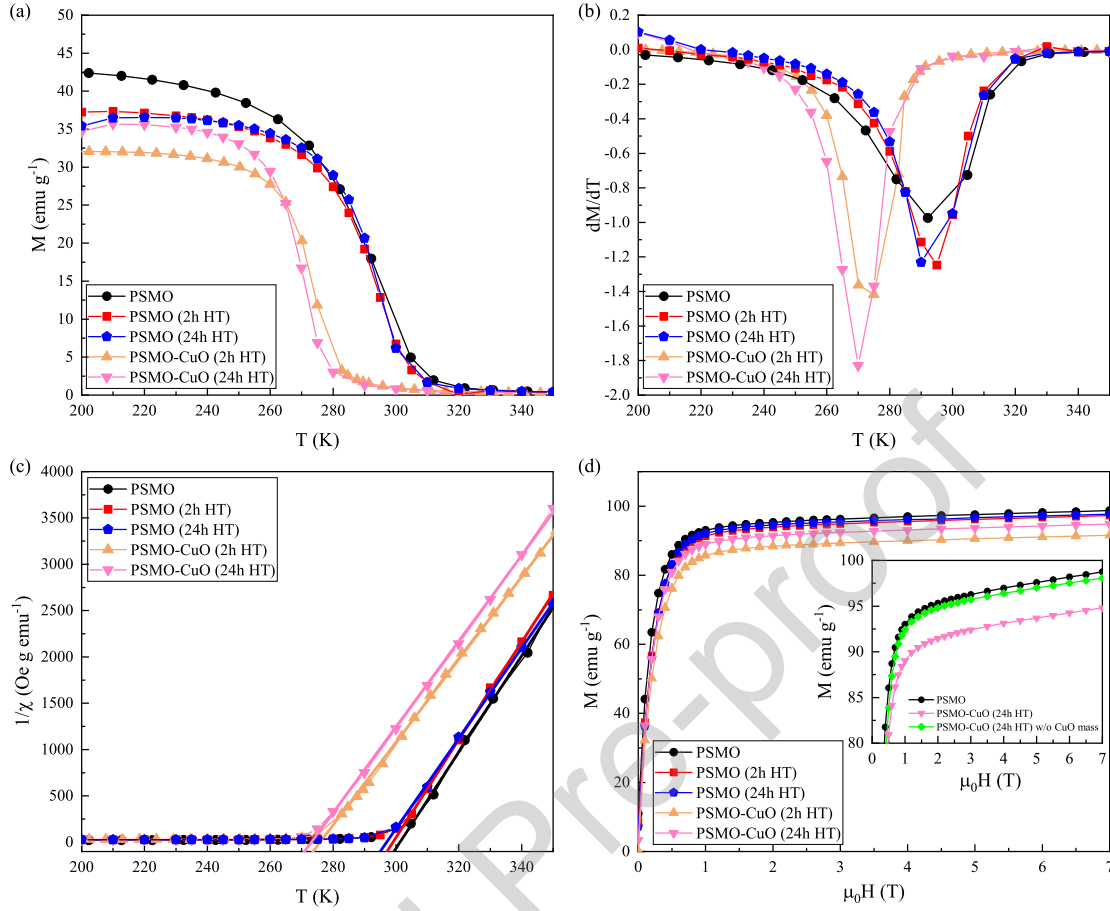 (a)
50
45
40
35
30
25
20
15
10
5
0
M (emu g⁻¹)
PSMO
PSMO (2h HT)
PSMO (24h HT)
PSMO-CuO (2h HT)
PSMO-CuO (24h HT)
200 220 240 260 280 300 320 340
T (K)
(b)
0.2
0.0
-0.2
-0.4
-0.6
-0.8
-1.0
-1.2
-1.4
-1.6
-1.8
-2.0
dM/dT
PSMO
PSMO (2h HT)
PSMO (24h HT)
PSMO-CuO (2h HT)
PSMO-CuO (24h HT)
200 220 240 260 280 300 320 340
T (K)
(c)
4000
3500
3000
2500
2000
1500
1000
500
0
1/χ (Oe g emu⁻¹)
PSMO
PSMO (2h HT)
PSMO (24h HT)
PSMO-CuO (2h HT)
PSMO-CuO (24h HT)
200 220 240 260 280 300 320 340
T (K)
(d)
100
80
60
40
20
0
M (emu g⁻¹)
PSMO
PSMO (2h HT)
PSMO (24h HT)
PSMO-CuO (2h HT)
PSMO-CuO (24h HT)
0 1 2 3 4 5 6 7
μ₀H (T)
100
95
90
85
80
M (emu g⁻¹)
PSMO
PSMO-CuO (24h HT)
PSMO-CuO (24h HT) w/o CuO mass
0 1 2 3 4 5 6 7
μ₀H (T)
Pre-proof